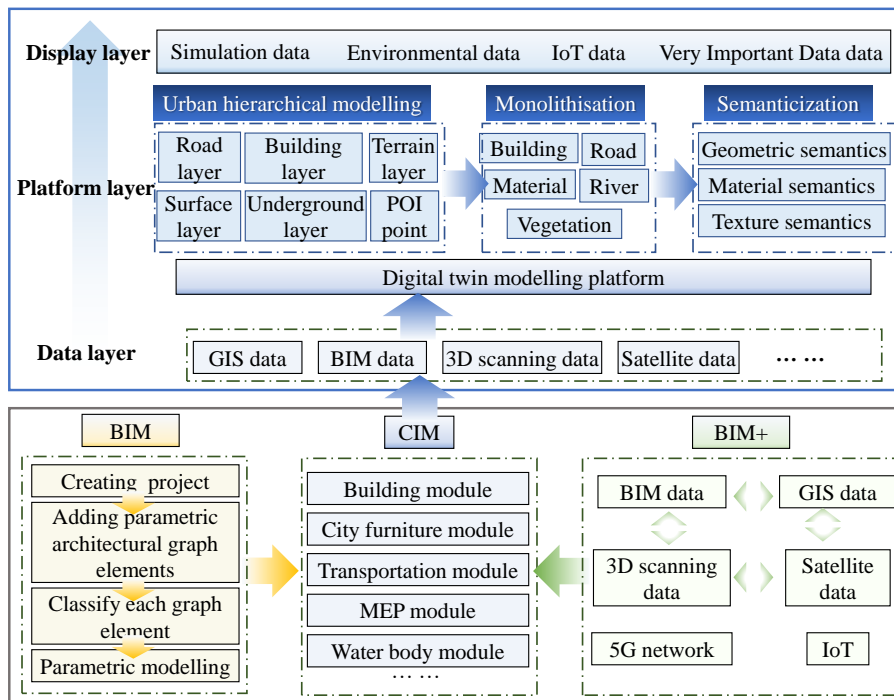 Display layer
Simulation data
Environmental data
IoT data
Very Important Data data
Urban hierarchical modelling
Monolithisation
Semanticization
Platform layer
Road
layer
Building
layer
Terrain
layer
Surface
layer
Underground
layer
POI
point
Building
Road
Material
River
Vegetation
Geometric semantics
Material semantics
Texture semantics
Digital twin modelling platform
Data layer
GIS data
BIM data
3D scanning data
Satellite data
... ...
BIM
CIM
BIM+
Creating project
Adding parametric
architectural graph
elements
Classify each graph
element
Parametric modelling
Building module
City furniture module
Transportation module
MEP module
Water body module
... ...
BIM data
GIS data
3D scanning
data
Satellite
data
5G network
IoT